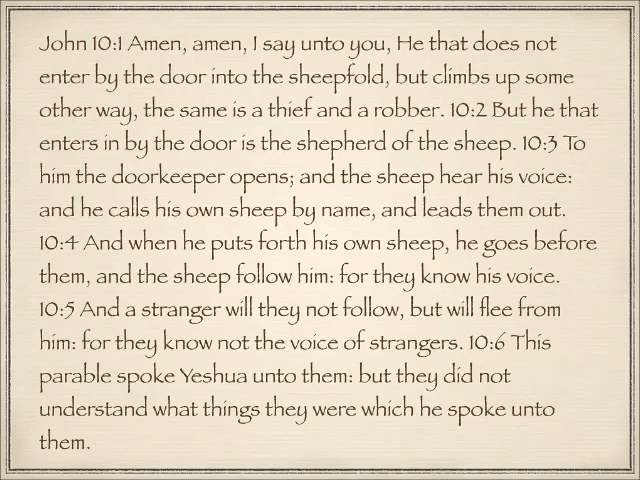 John 10:1 Amen, amen, I say unto you, He that does not
enter by the door into the sheepfold, but climbs up some
other way, the same is a thief and a robber. 10:2 But he that
enters in by the door is the shepherd of the sheep. 10:3 To
him the doorkeeper opens; and the sheep hear his voice:
and he calls his own sheep by name, and leads them out.
10:4 And when he puts forth his own sheep, he goes before
them, and the sheep follow him: for they know his voice.
10:5 And a stranger will they not follow, but will flee from
him: for they know not the voice of strangers. 10:6 This
parable spoke Yeshua unto them: but they did not
understand what things they were which he spoke unto
them.